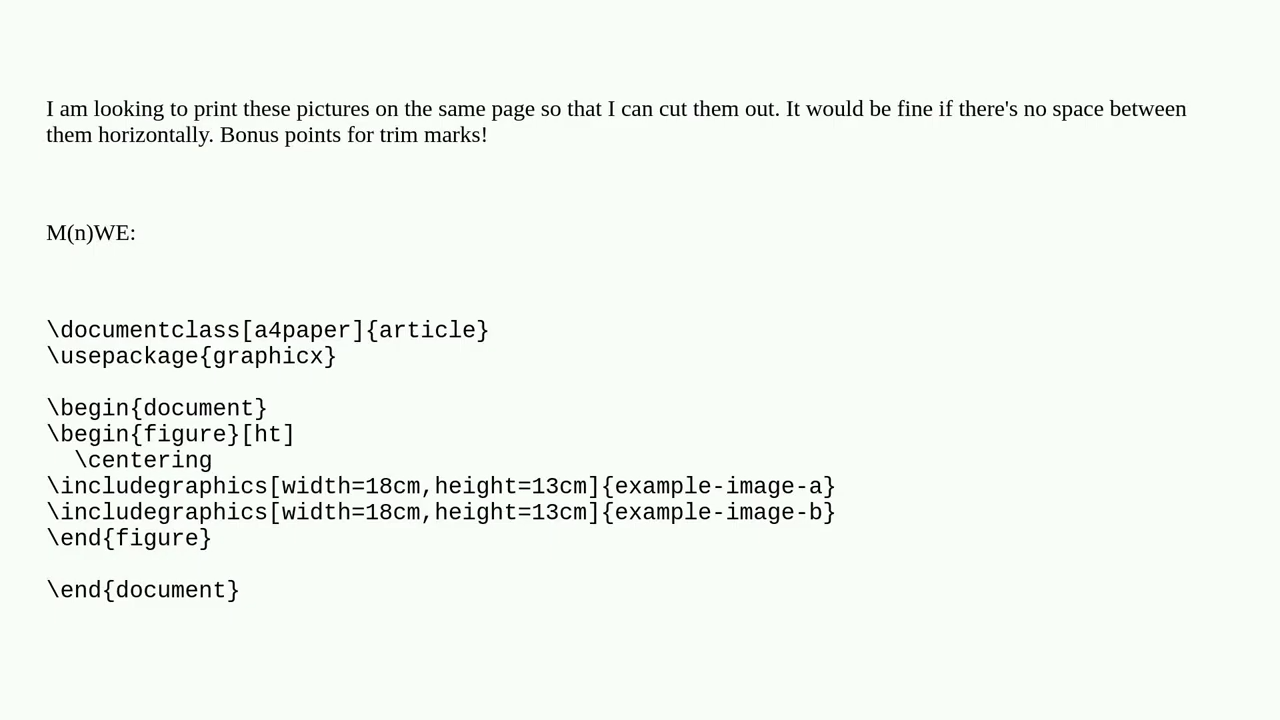 I am looking to print these pictures on the same page so that I can cut them out. It would be fine if there's no space between
them horizontally. Bonus points for trim marks!
M(n)WE:
\documentclass[a4paper]{article}
\usepackage{graphicx}
\begin{document}
\begin{figure}[ht]
  \centering
\includegraphics[width=18cm,height=13cm]{example-image-a}
\includegraphics[width=18cm,height=13cm]{example-image-b}
\end{figure}
\end{document}